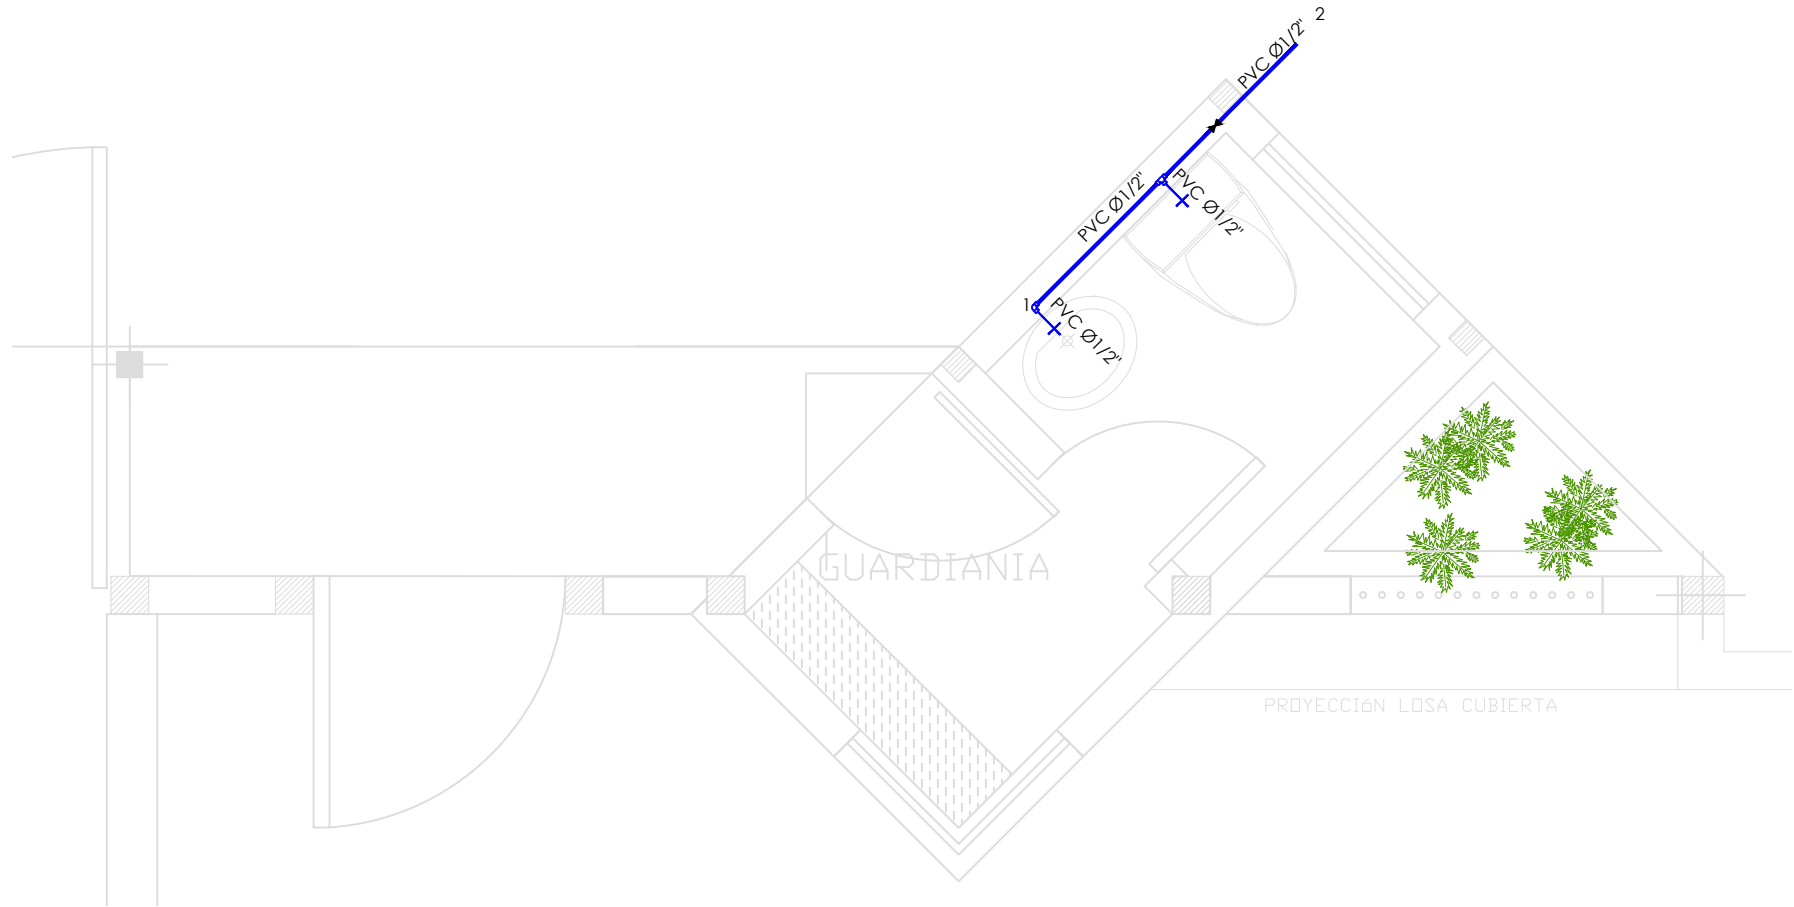 2
PVC Ø1/2"
PVC Ø1/2"
PVC Ø1/2"
1
PVC Ø1/2"
GUARDIANIA
PROYECCIóN LOSA CUBIERTA